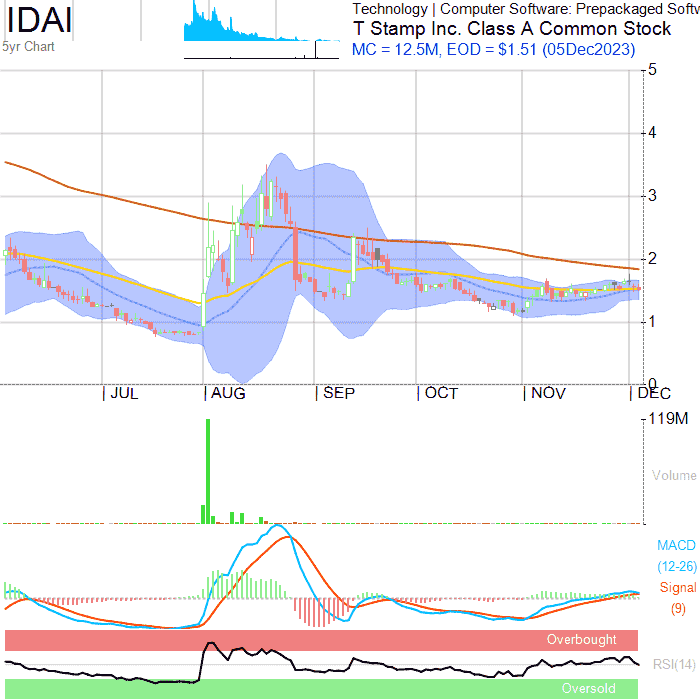 IDAI
5yr Chart
Technology | Computer Software: Prepackaged Softw
T Stamp Inc. Class A Common Stock
MC = 12.5M, EOD = $1.51 (05Dec2023)
5
4
3
2
1
0
JUL AUG SEP OCT NOV DEC
119M
Volume
MACD
(12-26)
Signal
(9)
Overbought
RSI(14)
Oversold